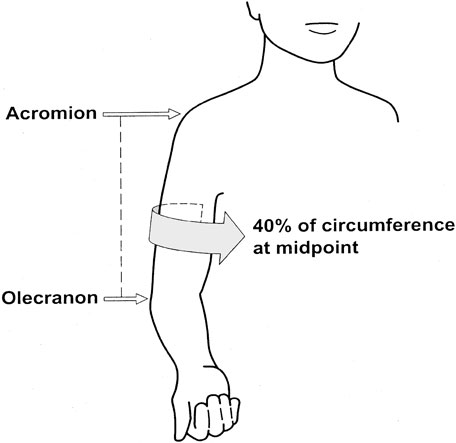 Acromion
40% of circumference
at midpoint
Olecranon